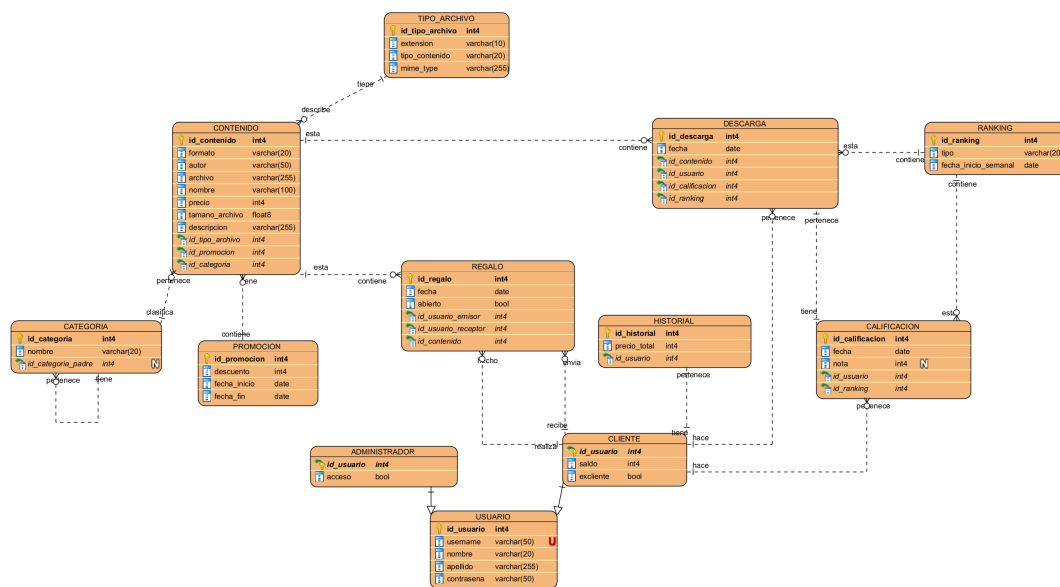 TIPO_ARCHIVO
id_tipo_archivo int4
extension varchar(10)
tipo_contenido varchar(20)
mime_type varchar(255)
tiene
describe
CONTENIDO
id_contenido int4
formato varchar(20)
autor varchar(50)
archivo varchar(255)
nombre varchar(100)
precio int4
tamano_archivo float8
descripcion varchar(255)
id_tipo_archivo int4
id_promocion int4
id_categoria int4
esta
contiene
DESCARGA
id_descarga int4
fecha date
id_contenido int4
id_usuario int4
id_calificacion int4
id_ranking int4
esta
contiene
RANKING
id_ranking int4
tipo varchar(20
fecha_inicio_semanal date
contiene
pertenece
pertenece
esta
contiene
REGALO
id_regalo int4
fecha date
abierto bool
id_usuario_emisor int4
id_usuario_receptor int4
id_contenido int4
pertenece
clasifica
ene
contiene
CATEGORIA
id_categoria int4
nombre varchar(20)
id_categoria_padre int4 N
pertenece
tiene
PROMOCION
id_promocion int4
descuento int4
fecha_inicio date
fecha_fin date
HISTORIAL
id_historial int4
precio_total int4
id_usuario int4
pertenece
tiene
tiene
est
CALIFICACION
id_calificacion int4
fecha date
nota int4 N
id_usuario int4
id_ranking int4
pertenece
hecho
envia
recibe
realiza
CLIENTE
id_usuario int4
saldo int4
excliente bool
hace
hace
ADMINISTRADOR
id_usuario int4
acceso bool
USUARIO
id_usuario int4
username varchar(50) U
nombre varchar(20)
apellido varchar(255)
contrasena varchar(50)